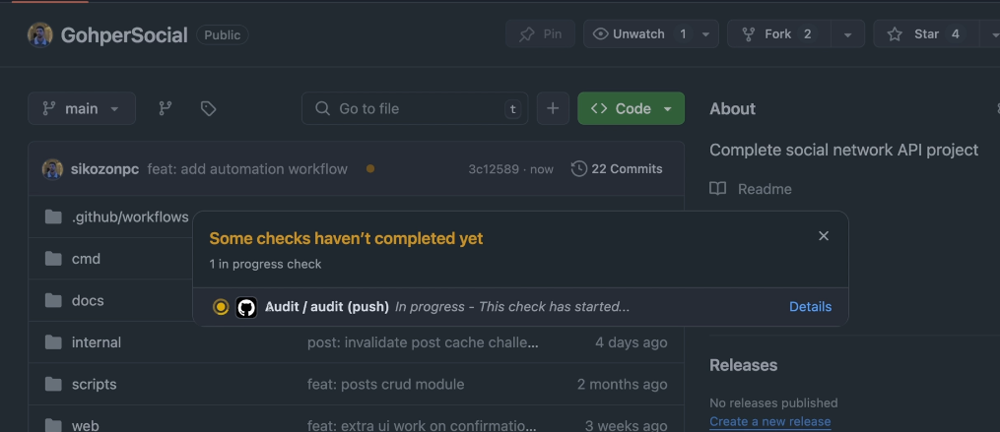 GohperSocial Public Pin Unwatch 1 Fork 2 Star 4
main Go to file t Code
sikozonpc feat: add automation workflow 3c12589 · now 22 Commits
.github/workflows
cmd
docs
internal post: invalidate post cache challe... 4 days ago
scripts feat: posts crud module 2 months ago
web feat: extra ui work on confirmatio... 3 weeks ago
Some checks haven't completed yet
1 in progress check
Audit / audit (push) In progress - This check has started... Details
About
Complete social network API project
Readme
Releases
No releases published
Create a new release